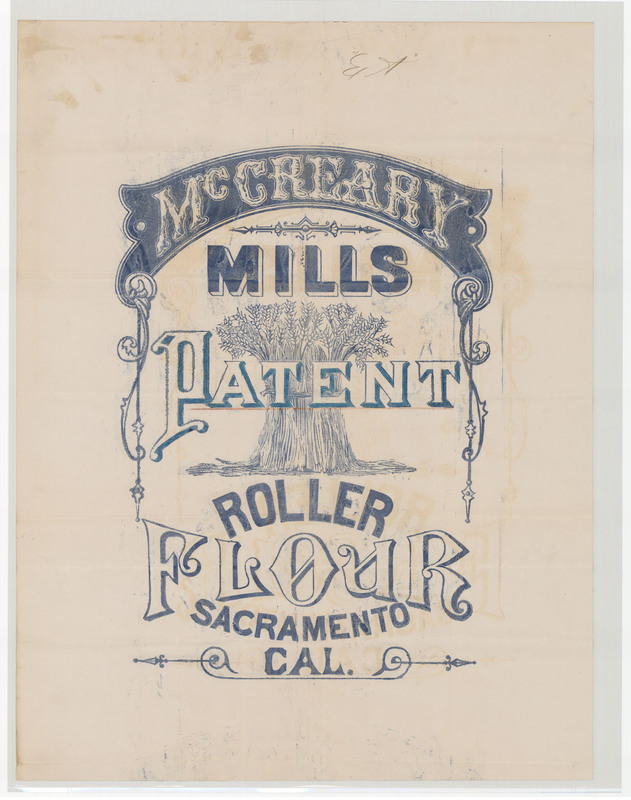 McCREARY
MILLS
PATENT
ROLLER
FLOUR
SACRAMENTO
CAL.